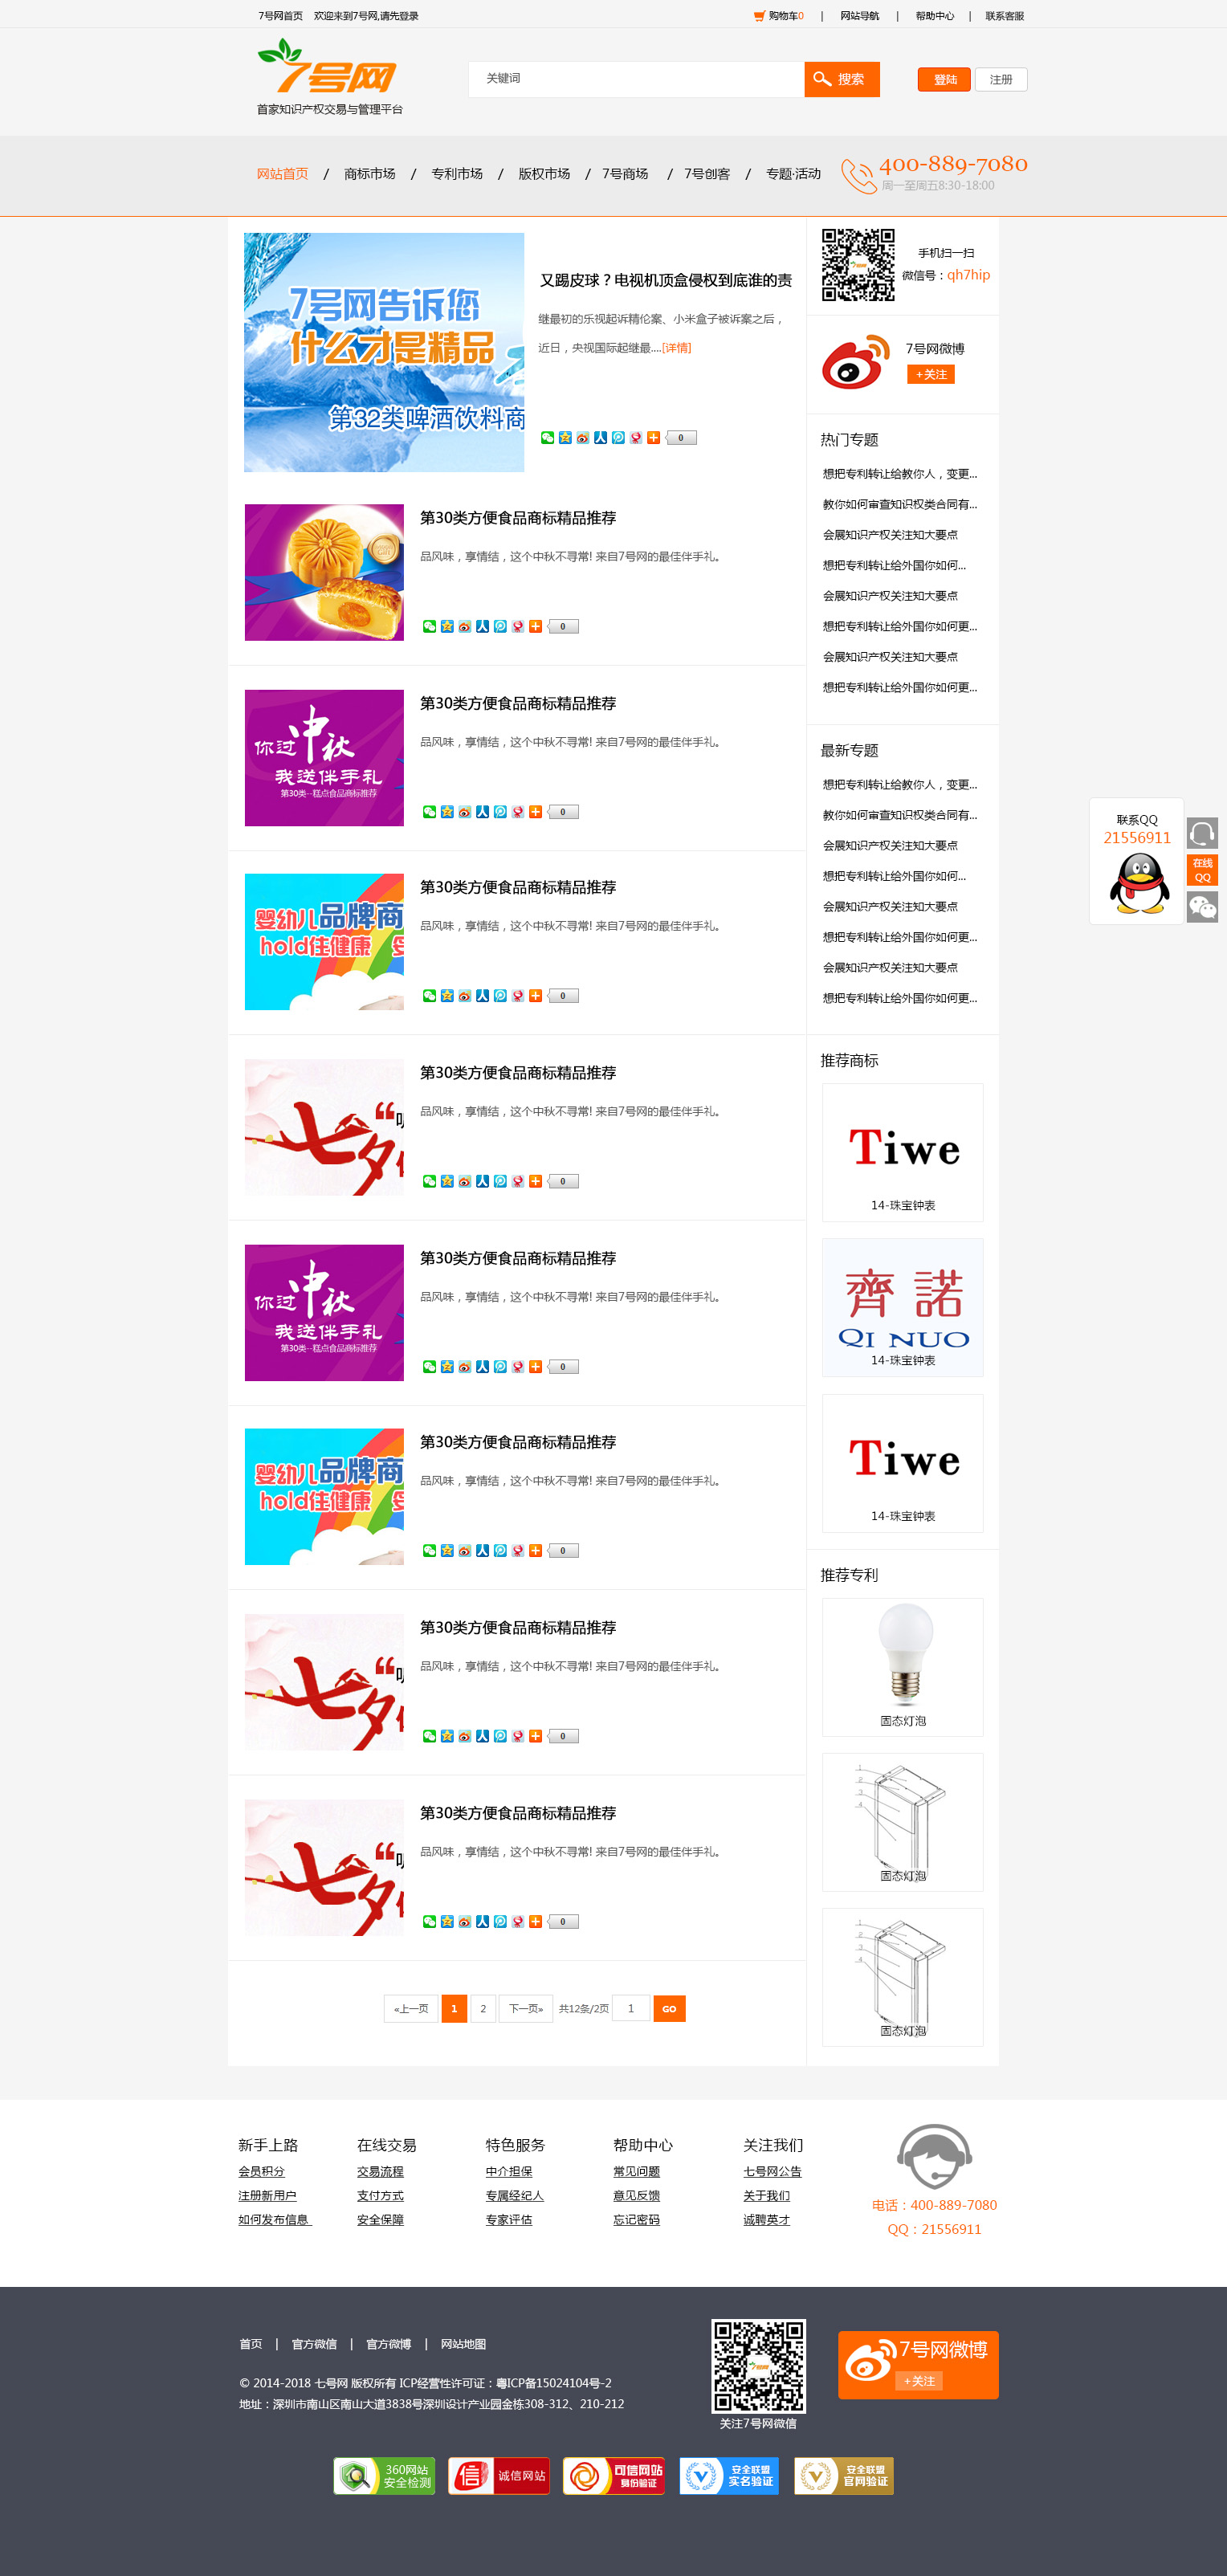 7号网首页 欢迎来到7号网,请先登录
购物车0 | 网站导航 | 帮助中心 | 联系客服
7号网
首家知识产权交易与管理平台
关键词
搜索
登陆 注册
网站首页 / 商标市场 / 专利市场 / 版权市场 / 7号商场 / 7号创客 / 专题·活动
400-889-7080
周一至周五8:30-18:00
7号网告诉您
什么才是精品
第32类啤酒饮料商
又踢皮球？电视机顶盒侵权到底谁的责
继最初的乐视起诉精伦案、小米盒子被诉案之后，
近日，央视国际起继最....[详情]
0
第30类方便食品商标精品推荐
品风味，享情结，这个中秋不寻常! 来自7号网的最佳伴手礼。
0
你过中秋
我送伴手礼
第30类--糕点食品商标推荐
第30类方便食品商标精品推荐
品风味，享情结，这个中秋不寻常! 来自7号网的最佳伴手礼。
0
婴幼儿品牌商
hold住健康
第30类方便食品商标精品推荐
品风味，享情结，这个中秋不寻常! 来自7号网的最佳伴手礼。
0
七夕
第30类方便食品商标精品推荐
品风味，享情结，这个中秋不寻常! 来自7号网的最佳伴手礼。
0
你过中秋
我送伴手礼
第30类--糕点食品商标推荐
第30类方便食品商标精品推荐
品风味，享情结，这个中秋不寻常! 来自7号网的最佳伴手礼。
0
婴幼儿品牌商
hold住健康
第30类方便食品商标精品推荐
品风味，享情结，这个中秋不寻常! 来自7号网的最佳伴手礼。
0
七夕
第30类方便食品商标精品推荐
品风味，享情结，这个中秋不寻常! 来自7号网的最佳伴手礼。
0
七夕
第30类方便食品商标精品推荐
品风味，享情结，这个中秋不寻常! 来自7号网的最佳伴手礼。
0
«上一页 1 2 下一页» 共12条/2页 1 GO
手机扫一扫
微信号：qh7hip
7号网微博
+关注
热门专题
想把专利转让给教你人，变更...
教你如何审查知识权类合同有...
会展知识产权关注知大要点
想把专利转让给外国你如何...
会展知识产权关注知大要点
想把专利转让给外国你如何更...
会展知识产权关注知大要点
想把专利转让给外国你如何更...
最新专题
想把专利转让给教你人，变更...
教你如何审查知识权类合同有...
会展知识产权关注知大要点
想把专利转让给外国你如何...
会展知识产权关注知大要点
想把专利转让给外国你如何更...
会展知识产权关注知大要点
想把专利转让给外国你如何更...
推荐商标
Tiwe
14-珠宝钟表
齊諾
QI NUO
14-珠宝钟表
Tiwe
14-珠宝钟表
推荐专利
固态灯泡
1
2
3
4
固态灯泡
1
2
3
4
固态灯泡
联系QQ
21556911
在线
QQ
新手上路 在线交易 特色服务 帮助中心 关注我们
会员积分 交易流程 中介担保 常见问题 七号网公告
注册新用户 支付方式 专属经纪人 意见反馈 关于我们
如何发布信息 安全保障 专家评估 忘记密码 诚聘英才
电话：400-889-7080
QQ：21556911
首页 | 官方微信 | 官方微博 | 网站地图
© 2014-2018 七号网 版权所有 ICP经营性许可证：粤ICP备15024104号-2
地址：深圳市南山区南山大道3838号深圳设计产业园金栋308-312、210-212
关注7号网微信
7号网微博
+关注
360网站
安全检测
信
诚信网站
可信网站
身份验证
安全联盟
实名验证
安全联盟
官网验证